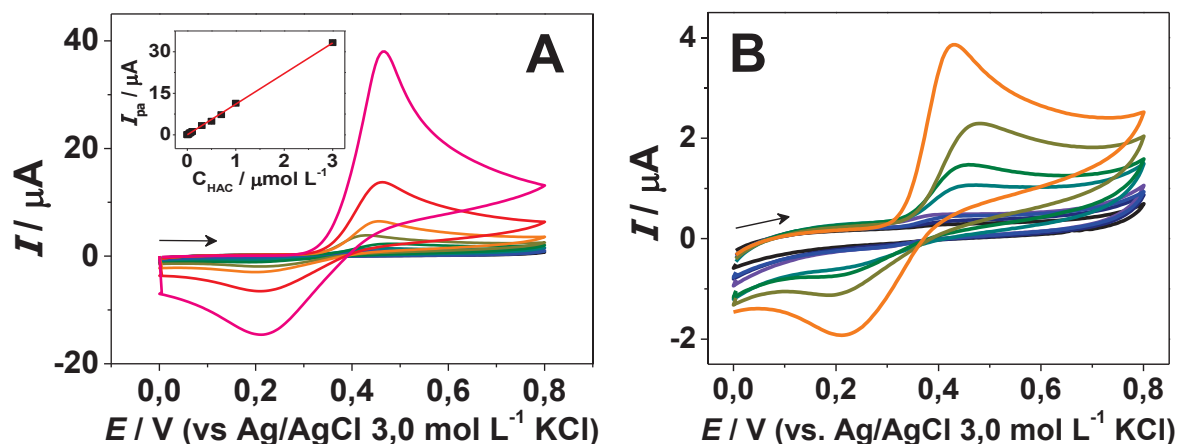 A
40
20
0
-20
I / μA
0,0 0,2 0,4 0,6 0,8
E / V (vs Ag/AgCl 3,0 mol L⁻¹ KCl)
30
15
0
I_pa / μA
0 1 2 3
C_HAC / μmol L⁻¹
B
4
2
0
-2
I / μA
0,0 0,2 0,4 0,6 0,8
E / V (vs. Ag/AgCl 3,0 mol L⁻¹ KCl)